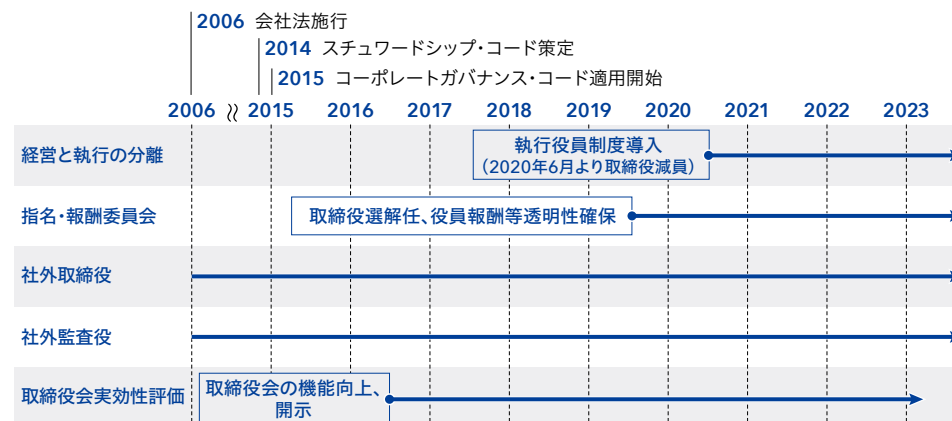 2006 会社法施行
2014 スチュワードシップ・コード策定
2015 コーポレートガバナンス・コード適用開始
2006 2015 2016 2017 2018 2019 2020 2021 2022 2023
経営と執行の分離
執行役員制度導入
（2020年6月より取締役減員）
指名・報酬委員会
取締役選解任、役員報酬等透明性確保
社外取締役
社外監査役
取締役会実効性評価
取締役会の機能向上、
開示